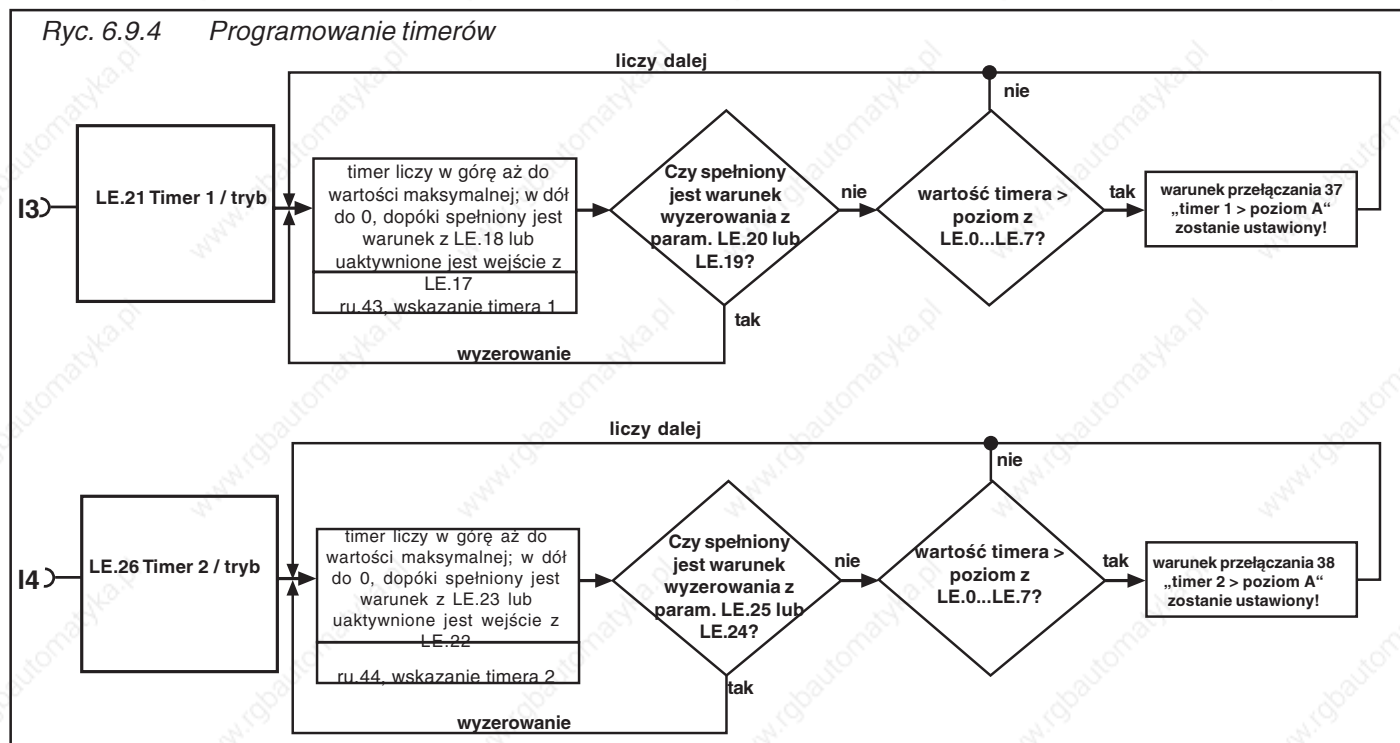 Ryc. 6.9.4 Programowanie timerów
liczy dalej
nie
I3
LE.21 Timer 1 / tryb
timer liczy w górę aż do
wartości maksymalnej; w dół
do 0, dopóki spełniony jest
warunek z LE.18 lub
uaktywnione jest wejście z
LE.17
ru.43, wskazanie timera 1
Czy spełniony
jest warunek
wyzerowania z
param. LE.20 lub
LE.19?
nie
wartość timera >
poziom z
LE.0...LE.7?
tak
warunek przełączania 37
„timer 1 > poziom A“
zostanie ustawiony!
tak
wyzerowanie
liczy dalej
nie
I4
LE.26 Timer 2 / tryb
timer liczy w górę aż do
wartości maksymalnej; w dół
do 0, dopóki spełniony jest
warunek z LE.23 lub
uaktywnione jest wejście z
LE.22
ru.44, wskazanie timera 2
Czy spełniony
jest warunek
wyzerowania z
param. LE.25 lub
LE.24?
nie
wartość timera >
poziom z
LE.0...LE.7?
tak
warunek przełączania 38
„timer 2 > poziom A“
zostanie ustawiony!
tak
wyzerowanie
www.rgbautomatyka.pl